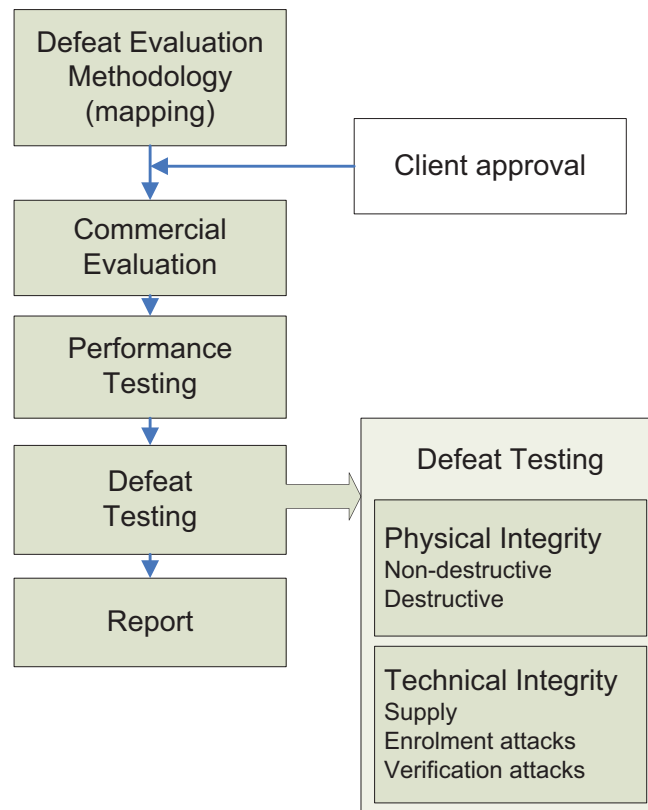 Defeat Evaluation
Methodology
(mapping)
Client approval
Commercial
Evaluation
Performance
Testing
Defeat
Testing
Report
Defeat Testing
Physical Integrity
Non-destructive
Destructive
Technical Integrity
Supply
Enrolment attacks
Verification attacks